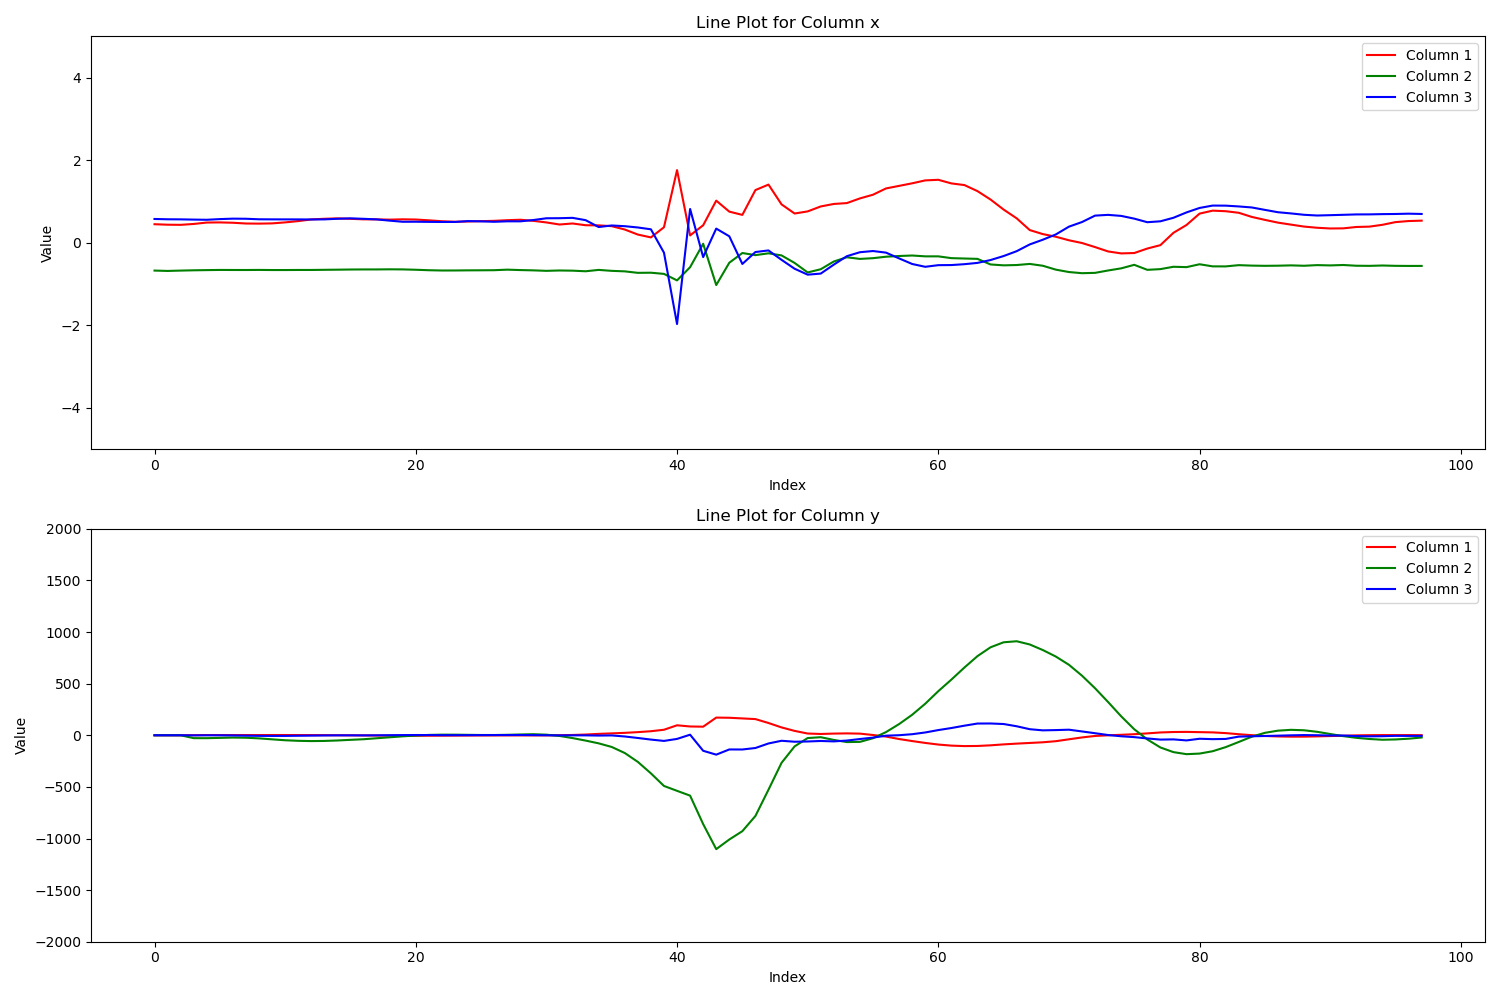 Line Plot for Column x
Column 1
Column 2
Column 3
4
2
0
−2
−4
Value
0 20 40 60 80 100
Index
Line Plot for Column y
Column 1
Column 2
Column 3
2000
1500
1000
500
0
−500
−1000
−1500
−2000
Value
0 20 40 60 80 100
Index